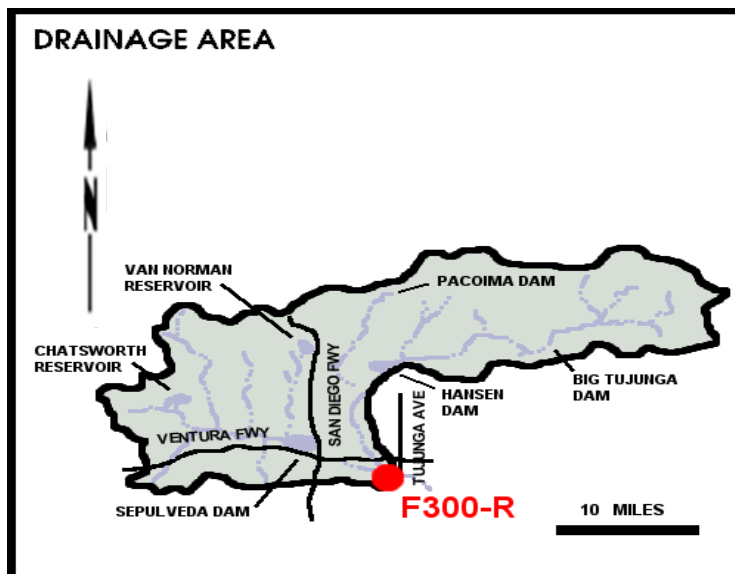 DRAINAGE AREA
N
VAN NORMAN
RESERVOIR
PACOIMA DAM
CHATSWORTH
RESERVOIR
SAN DIEGO FWY
HANSEN
DAM
BIG TUJUNGA
DAM
TUJUNGA AVE
VENTURA FWY
SEPULVEDA DAM
F300-R
10 MILES